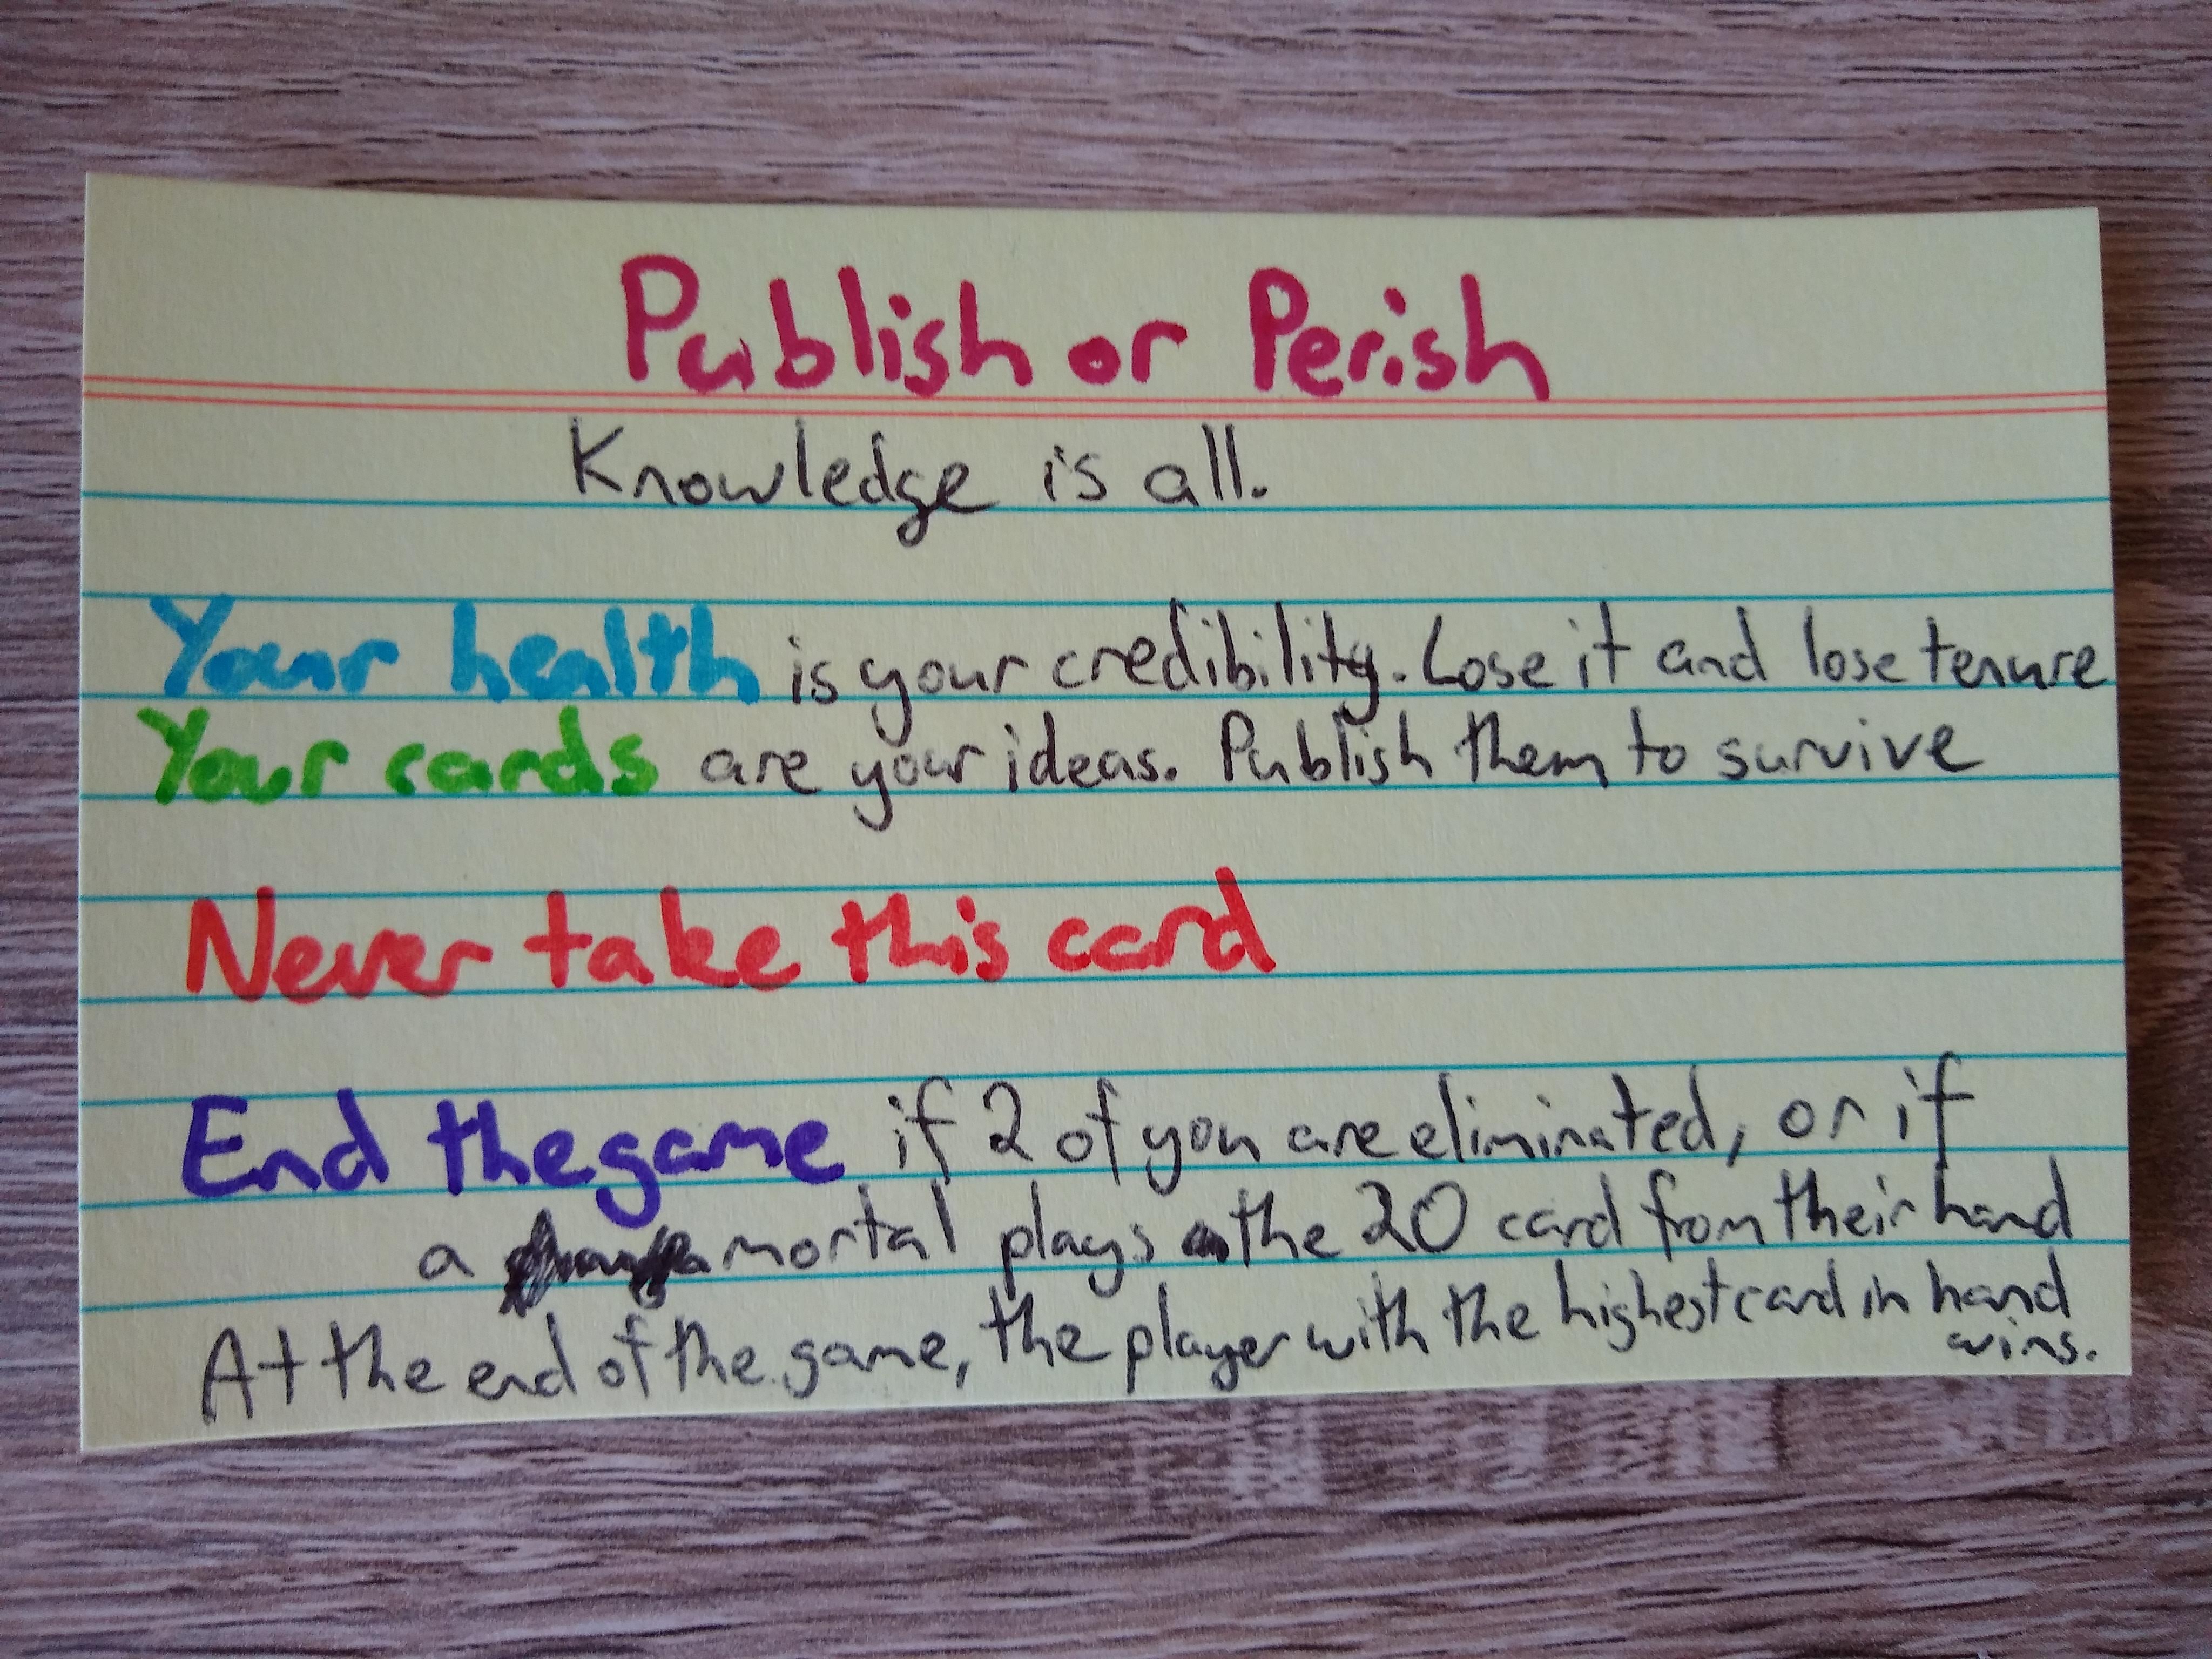 Publish or Perish
Knowledge is all.
Your health is your credibility. Lose it and lose tenure
Your cards are your ideas. Publish them to survive
Never take this card
End the game if 2 of you are eliminated, or if
a mortal plays the 20 card from their hand
At the end of the game, the player with the highest card in hand
wins.